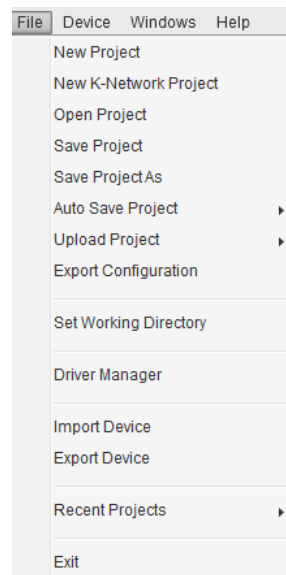 File Device Windows Help
New Project
New K-Network Project
Open Project
Save Project
Save Project As
Auto Save Project
Upload Project
Export Configuration
Set Working Directory
Driver Manager
Import Device
Export Device
Recent Projects
Exit